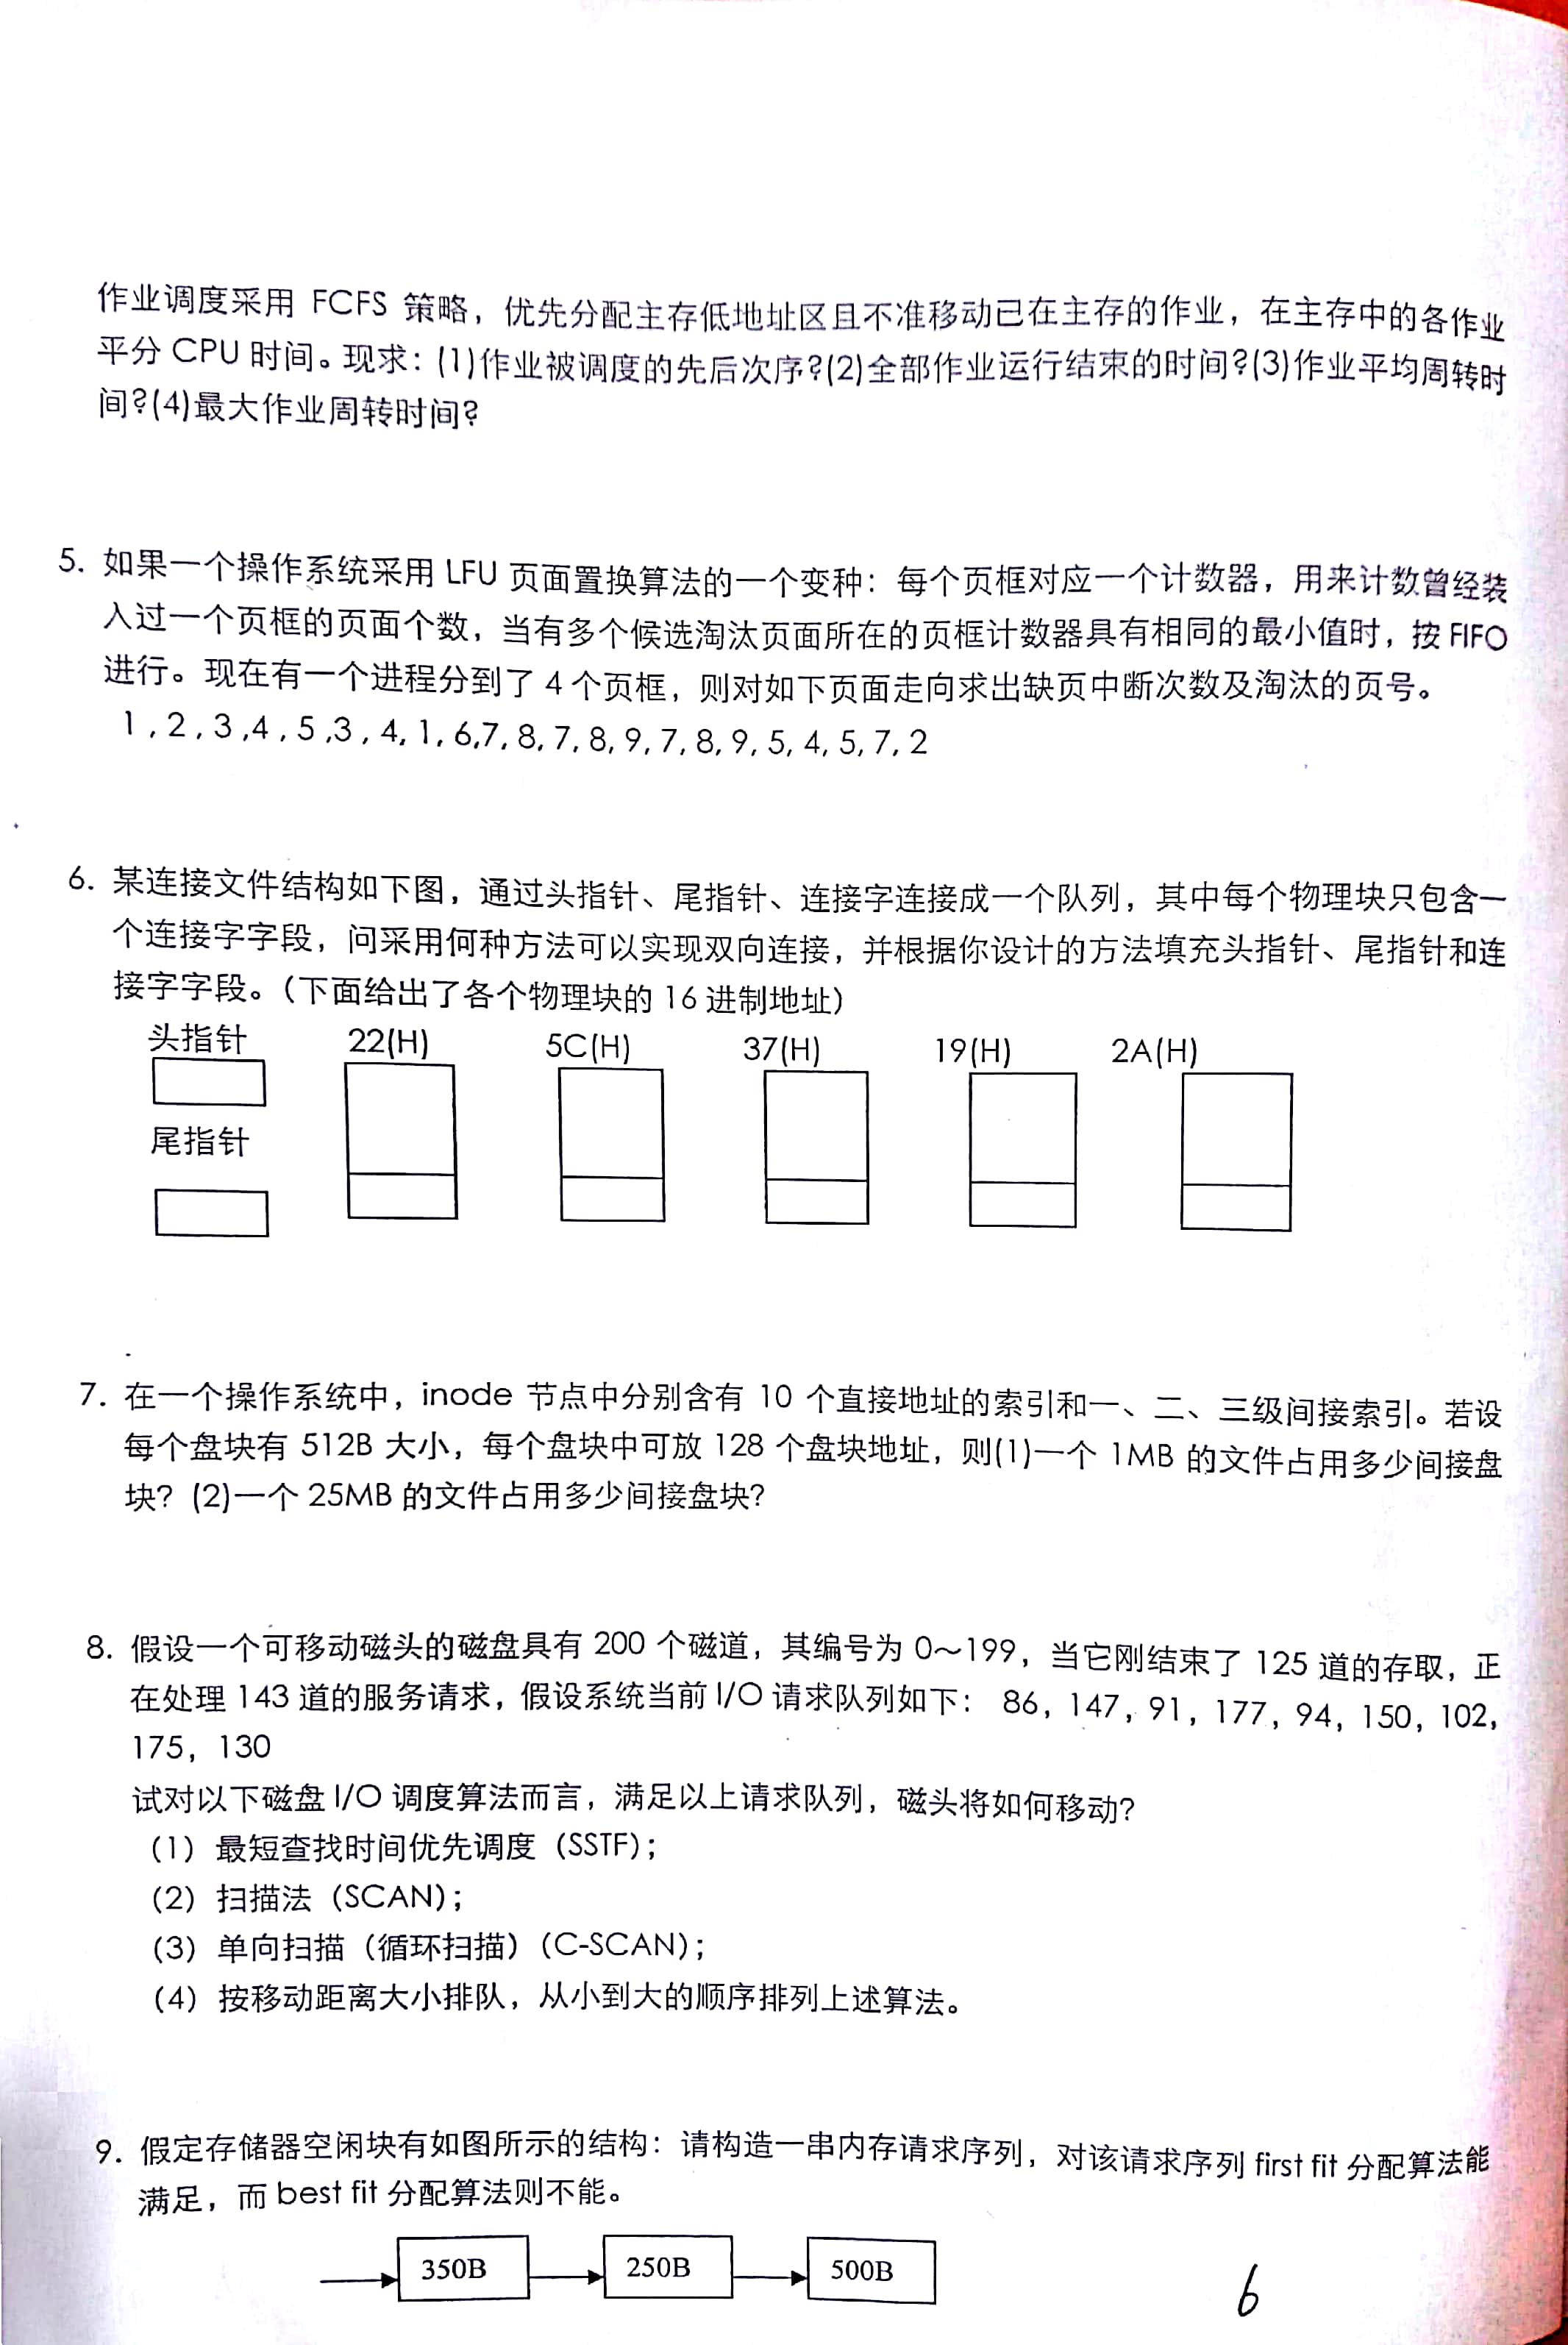 作业调度采用 FCFS 策略，优先分配主存低地址区且不准移动已在主存的作业，在主存中的各作业
平分 CPU 时间。现求：(1)作业被调度的先后次序?(2)全部作业运行结束的时间?(3)作业平均周转时
间?(4)最大作业周转时间?
5. 如果一个操作系统采用 LFU 页面置换算法的一个变种：每个页框对应一个计数器，用来计数曾经装
入过一个页框的页面个数，当有多个候选淘汰页面所在的页框计数器具有相同的最小值时，按 FIFO
进行。现在有一个进程分到了 4 个页框，则对如下页面走向求出缺页中断次数及淘汰的页号。
1 , 2 , 3 ,4 , 5 ,3 , 4, 1, 6,7, 8, 7, 8, 9, 7, 8, 9, 5, 4, 5, 7, 2
6. 某连接文件结构如下图，通过头指针、尾指针、连接字连接成一个队列，其中每个物理块只包含一
个连接字字段，问采用何种方法可以实现双向连接，并根据你设计的方法填充头指针、尾指针和连
接字字段。（下面给出了各个物理块的 16 进制地址）
头指针 22(H) 5C(H) 37(H) 19(H) 2A(H)
尾指针
7. 在一个操作系统中，inode 节点中分别含有 10 个直接地址的索引和一、二、三级间接索引。若设
每个盘块有 512B 大小，每个盘块中可放 128 个盘块地址，则(1)一个 1MB 的文件占用多少间接盘
块？(2)一个 25MB 的文件占用多少间接盘块?
8. 假设一个可移动磁头的磁盘具有 200 个磁道，其编号为 0～199，当它刚结束了 125 道的存取，正
在处理 143 道的服务请求，假设系统当前 I/O 请求队列如下： 86，147，91，177，94，150，102，
175，130
试对以下磁盘 I/O 调度算法而言，满足以上请求队列，磁头将如何移动?
（1）最短查找时间优先调度（SSTF）；
（2）扫描法（SCAN）；
（3）单向扫描（循环扫描）（C-SCAN）；
（4）按移动距离大小排队，从小到大的顺序排列上述算法。
9. 假定存储器空闲块有如图所示的结构：请构造一串内存请求序列，对该请求序列 first fit 分配算法能
满足，而 best fit 分配算法则不能。
350B 250B 500B
6